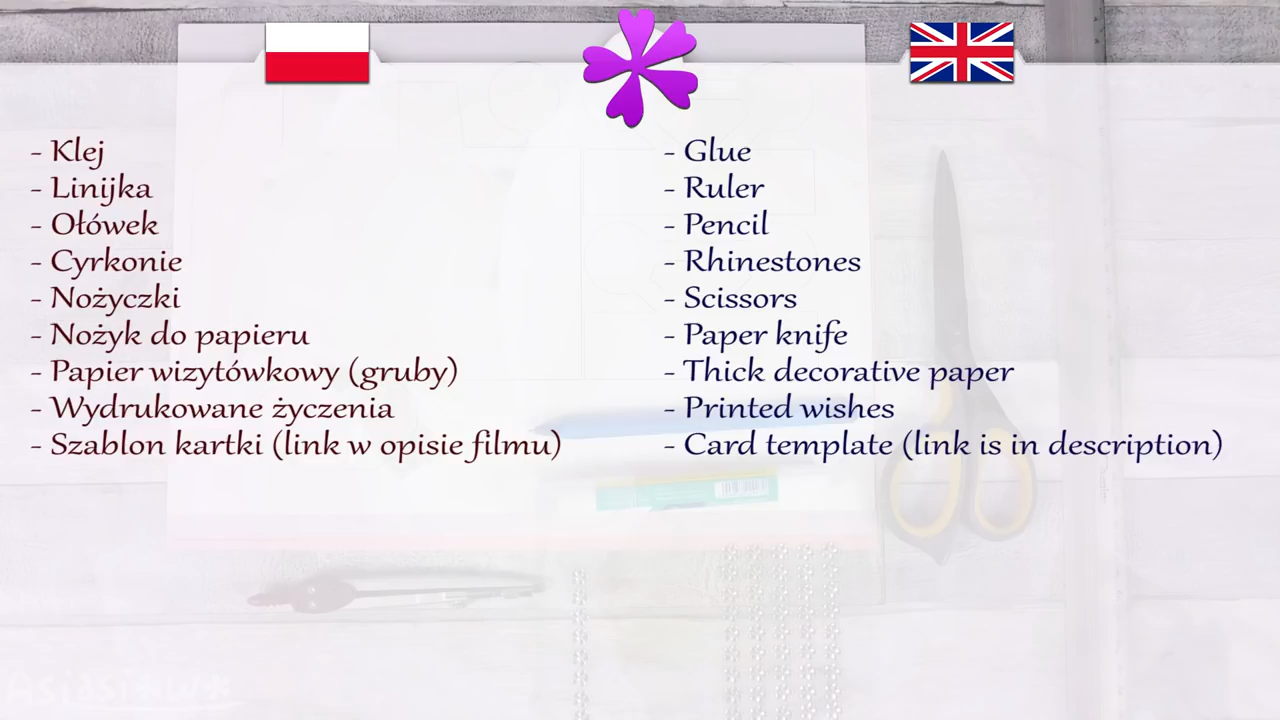 - Klej
- Linijka
- Ołówek
- Cyrkonie
- Nożyczki
- Nożyk do papieru
- Papier wizytówkowy (gruby)
- Wydrukowane życzenia
- Szablon kartki (link w opisie filmu)
- Glue
- Ruler
- Pencil
- Rhinestones
- Scissors
- Paper knife
- Thick decorative paper
- Printed wishes
- Card template (link is in description)